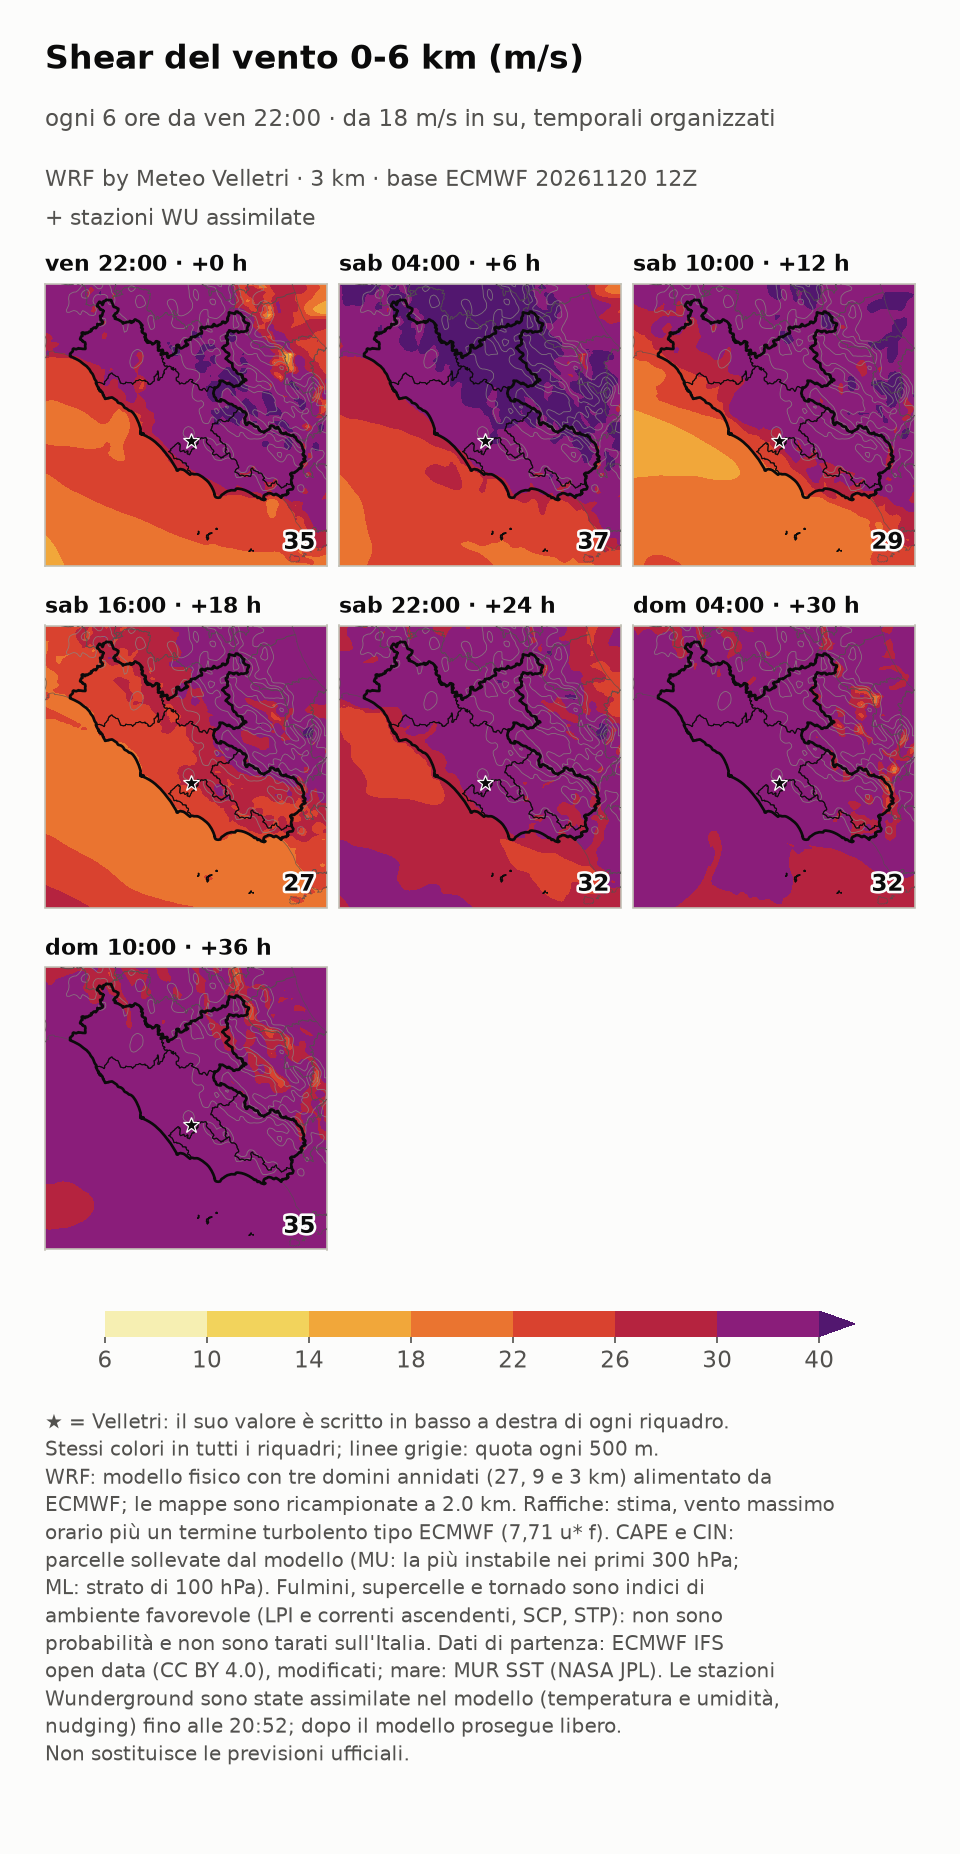 Shear del vento 0-6 km (m/s)
ogni 6 ore da ven 22:00 · da 18 m/s in su, temporali organizzati
WRF by Meteo Velletri · 3 km · base ECMWF 20261120 12Z
+ stazioni WU assimilate
ven 22:00 · +0 h
sab 04:00 · +6 h
sab 10:00 · +12 h
35
37
29
sab 16:00 · +18 h
sab 22:00 · +24 h
dom 04:00 · +30 h
27
32
32
dom 10:00 · +36 h
35
6 10 14 18 22 26 30 40
★ = Velletri: il suo valore è scritto in basso a destra di ogni riquadro.
Stessi colori in tutti i riquadri; linee grigie: quota ogni 500 m.
WRF: modello fisico con tre domini annidati (27, 9 e 3 km) alimentato da
ECMWF; le mappe sono ricampionate a 2.0 km. Raffiche: stima, vento massimo
orario più un termine turbolento tipo ECMWF (7,71 u* f). CAPE e CIN:
parcelle sollevate dal modello (MU: la più instabile nei primi 300 hPa;
ML: strato di 100 hPa). Fulmini, supercelle e tornado sono indici di
ambiente favorevole (LPI e correnti ascendenti, SCP, STP): non sono
probabilità e non sono tarati sull'Italia. Dati di partenza: ECMWF IFS
open data (CC BY 4.0), modificati; mare: MUR SST (NASA JPL). Le stazioni
Wunderground sono state assimilate nel modello (temperatura e umidità,
nudging) fino alle 20:52; dopo il modello prosegue libero.
Non sostituisce le previsioni ufficiali.